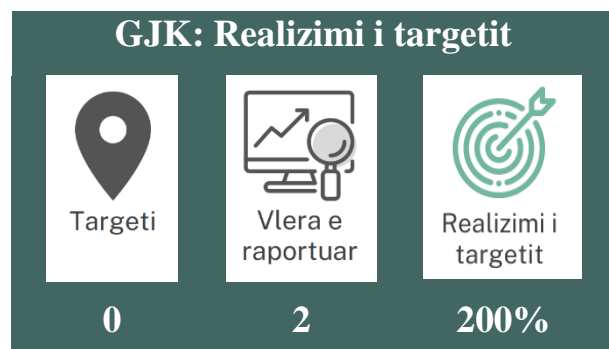 GJK: Realizimi i targetit
Targeti
Vlera e
raportuar
Realizimi i
targetit
0
2
200%